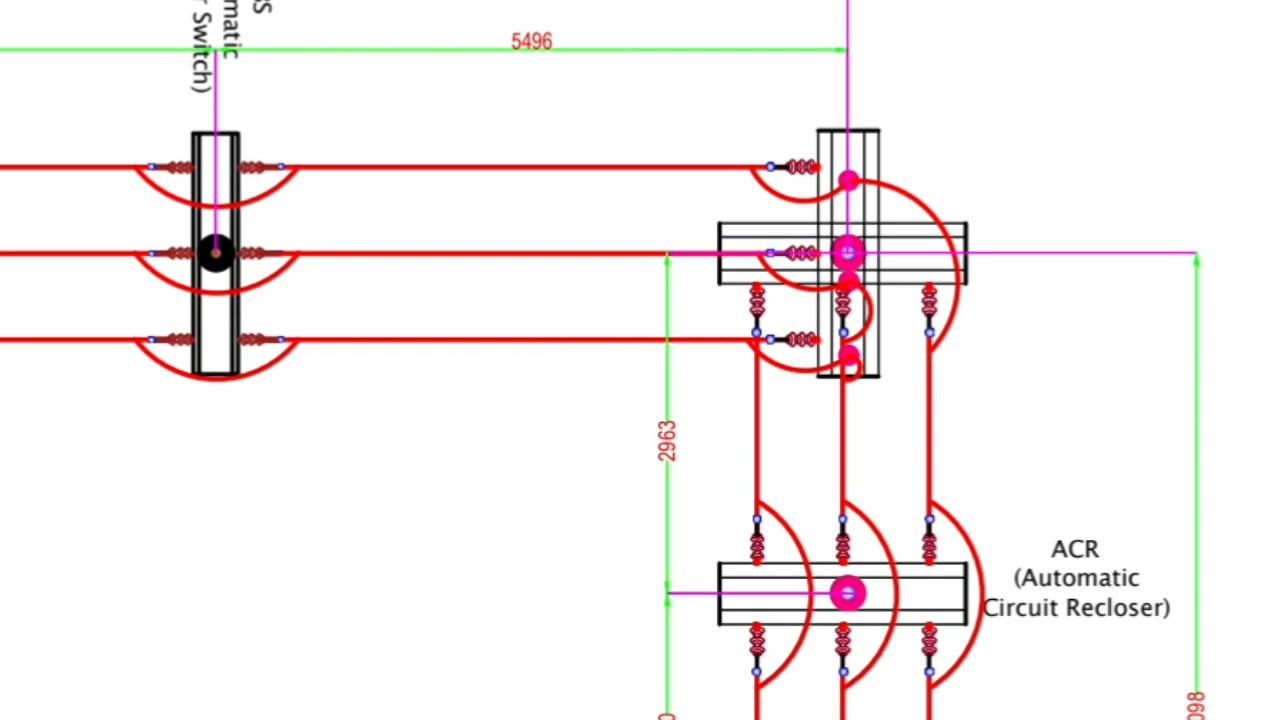 matic
r Switch)
5496
2963
ACR
(Automatic
Circuit Recloser)